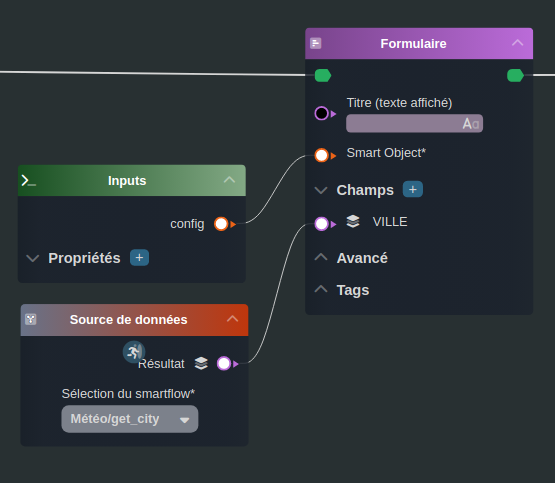 Formulaire
Titre (texte affiché)
Ag
Smart Object*
Inputs
Champs +
config
VILLE
Propriétés +
Avancé
Tags
Source de données
Résultat
Sélection du smartflow*
Météo/get_city